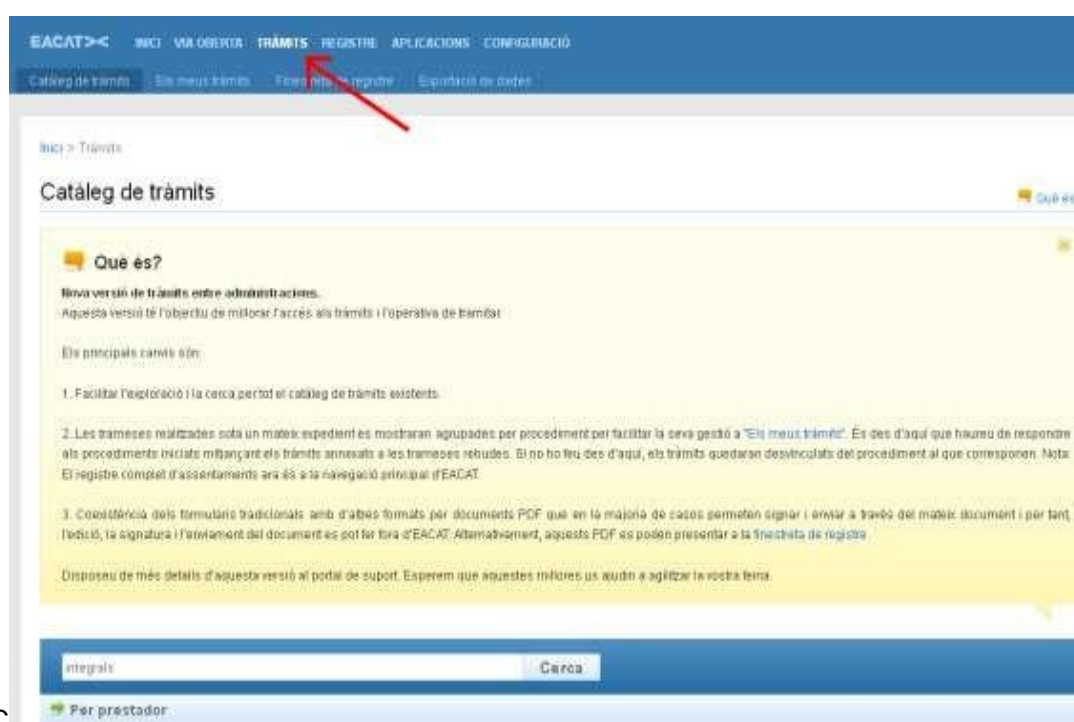 EACAT>< INICI VIA OBERTA TRÀMITS REGISTRE APLICACIONS CONFIGURACIÓ
Catàleg de tràmits Els meus tràmits registre Exportació de dades
Inici > Tràmits
Catàleg de tràmits
Què és
Què és?
Nova versió de tràmits entre administracions.
Aquesta versió té l'objectiu de millorar l'accés als tràmits i l'operativa de tramitar.
Els principals canvis són:
1. Facilitar l'exploració i la cerca per tot el catàleg de tràmits existents.
2. Les trameses realitzades sota un mateix expedient es mostraran agrupades per procediment per facilitar la seva gestió a "Els meus tràmits". És des d'aquí que haureu de respondre
als procediments iniciats mitjançant els tràmits annexats a les trameses rebudes. Si no ho feu des d'aquí, els tràmits quedaran desvinculats del procediment al que corresponen. Nota:
El registre complet d'assentaments ara és a la navegació principal d'EACAT.
3. Coexistència dels formularis tradicionals amb d'altres formats per documents PDF que en la majoria de casos permeten signar i enviar a través del mateix document i per tant,
l'edició, la signatura i l'enviament del document es pot fer fora d'EACAT. Alternativament, aquests PDF es poden presentar a la finestreta de registre.
Disposeu de més detalls d'aquesta versió al portal de suport. Esperem que aquestes millores us ajudin a agilitzar la vostra feina.
integrals Cerca
Per prestador